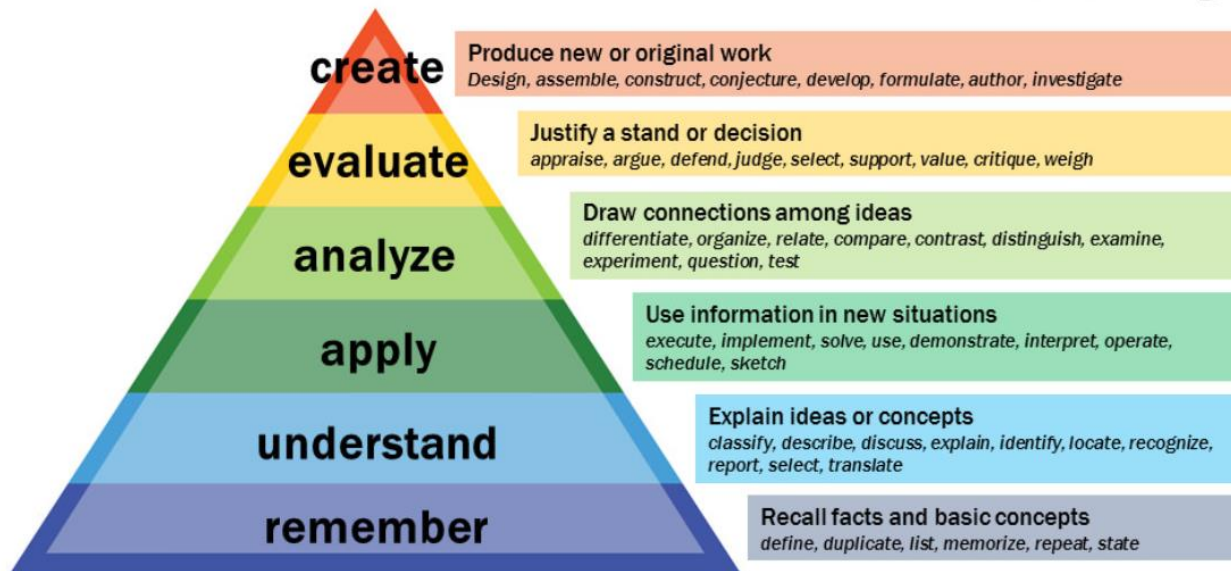 create
Produce new or original work
Design, assemble, construct, conjecture, develop, formulate, author, investigate
evaluate
Justify a stand or decision
appraise, argue, defend, judge, select, support, value, critique, weigh
analyze
Draw connections among ideas
differentiate, organize, relate, compare, contrast, distinguish, examine,
experiment, question, test
apply
Use information in new situations
execute, implement, solve, use, demonstrate, interpret, operate,
schedule, sketch
understand
Explain ideas or concepts
classify, describe, discuss, explain, identify, locate, recognize,
report, select, translate
remember
Recall facts and basic concepts
define, duplicate, list, memorize, repeat, state